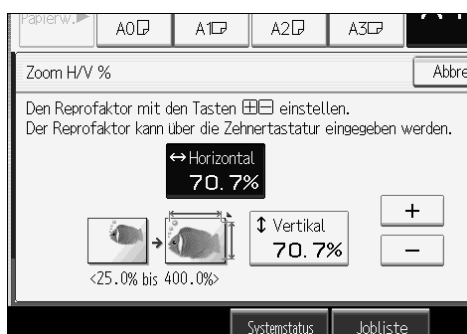 Papierw.
A0
A1
A2
A3
Zoom H/V %
Abbre
Den Reprofaktor mit den Tasten ⊞⊟ einstellen.
Der Reprofaktor kann über die Zehnertastatur eingegeben werden.
↔ Horizontal
70.7%
↕ Vertikal
70.7%
+
−
<25.0% bis 400.0%>
Systemstatus
Jobliste